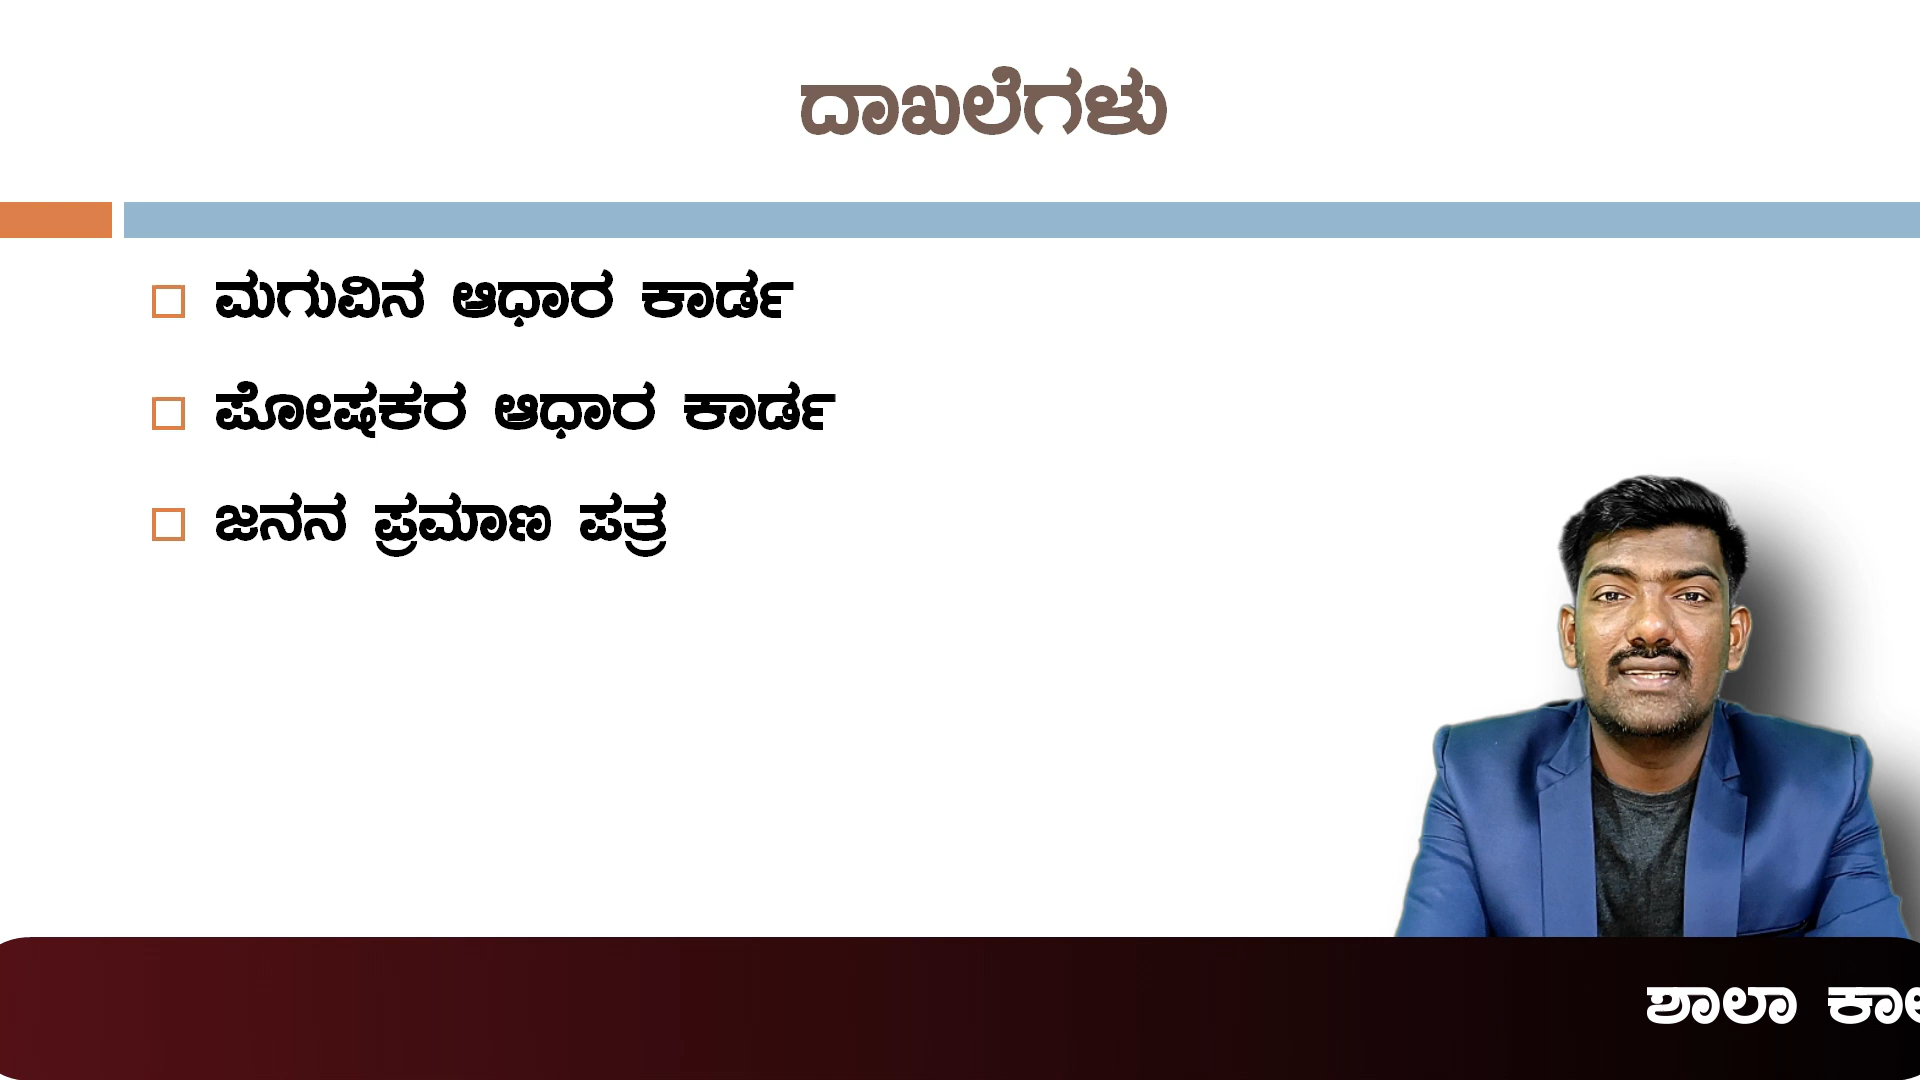 ದಾಖಲೆಗಳು
ಮಗುವಿನ ಆಧಾರ ಕಾರ್ಡ
ಪೋಷಕರ ಆಧಾರ ಕಾರ್ಡ
ಜನನ ಪ್ರಮಾಣ ಪತ್ರ
ಶಾಲಾ